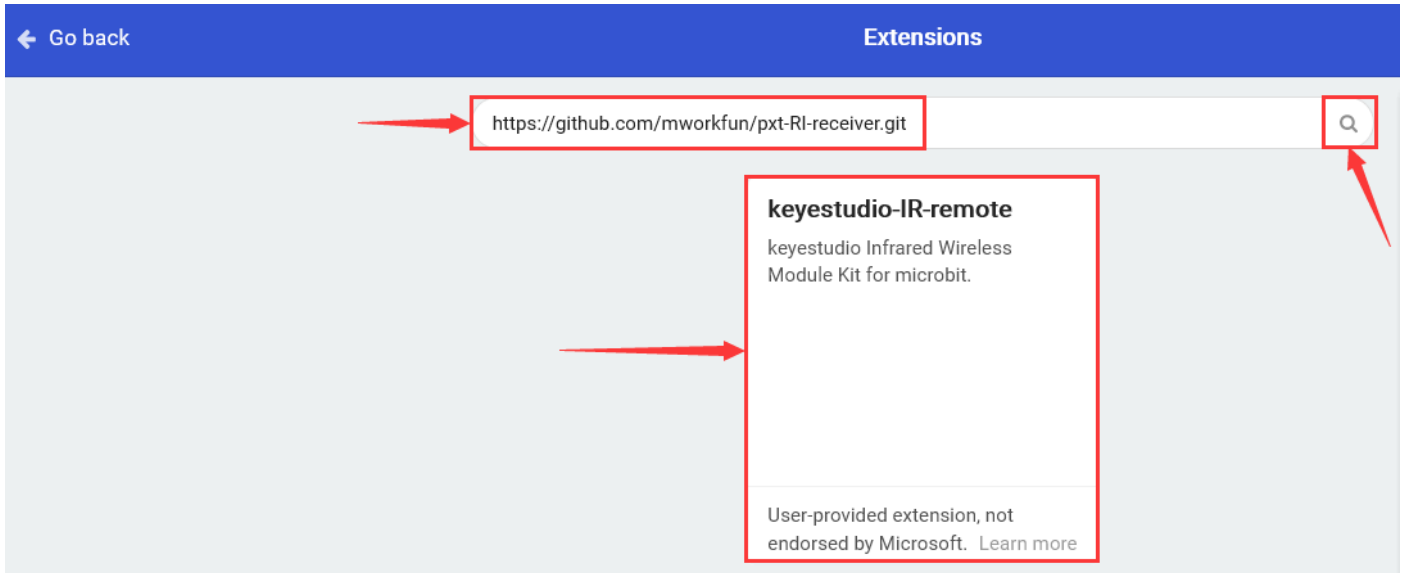 Go back
Extensions
https://github.com/mworkfun/pxt-RI-receiver.git
keyestudio-IR-remote
keyestudio Infrared Wireless
Module Kit for microbit.
User-provided extension, not
endorsed by Microsoft. Learn more